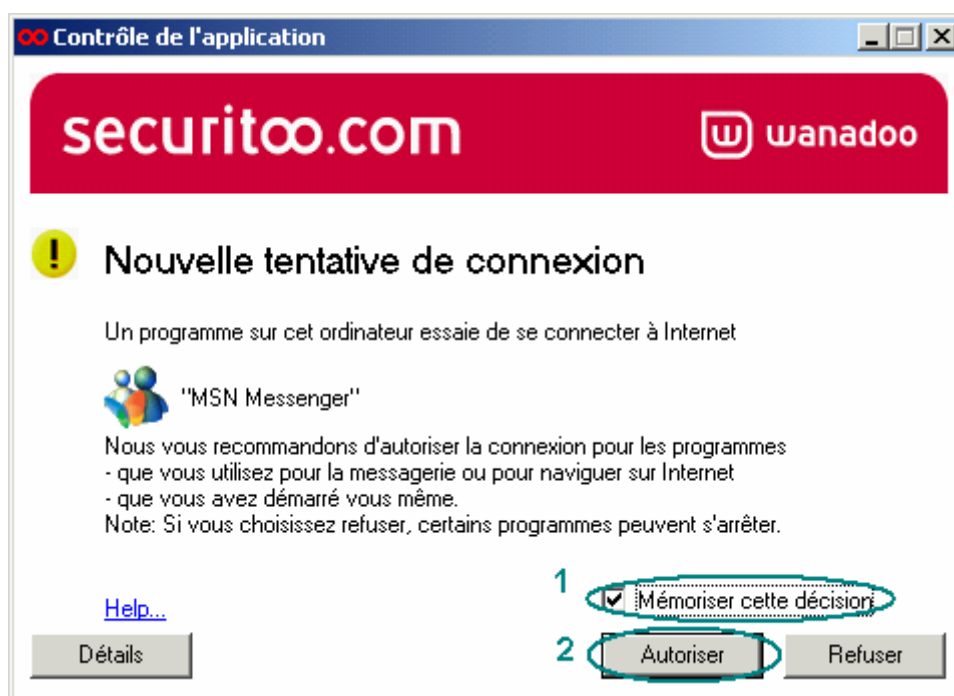 Contrôle de l'application
securitoo.com
wanadoo
Nouvelle tentative de connexion
Un programme sur cet ordinateur essaie de se connecter à Internet
"MSN Messenger"
Nous vous recommandons d'autoriser la connexion pour les programmes
- que vous utilisez pour la messagerie ou pour naviguer sur Internet
- que vous avez démarré vous même.
Note: Si vous choisissez refuser, certains programmes peuvent s'arrêter.
1
Mémoriser cette décision
Help...
Détails
2
Autoriser
Refuser